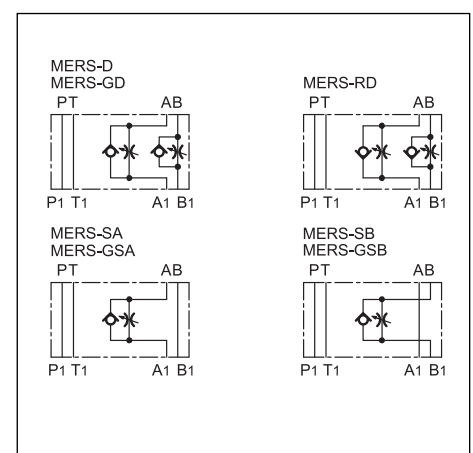 MERS-D
MERS-GD
PT AB
P1 T1 A1 B1
MERS-RD
PT AB
P1 T1 A1 B1
MERS-SA
MERS-GSA
PT AB
P1 T1 A1 B1
MERS-SB
MERS-GSB
PT AB
P1 T1 A1 B1